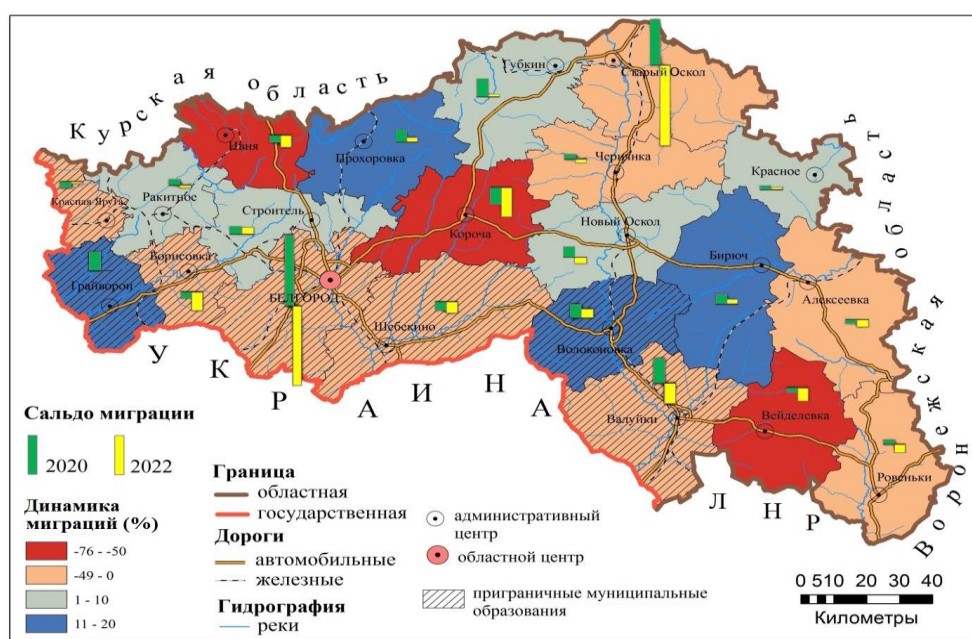 Курская область
Губкин
Старый Оскол
Ивня
Прохоровка
Чернянка
Красное
Красная Яруга
Ракитное
Строитель
Короча
Новый Оскол
Бирюч
Борисовка
Грайворон
БЕЛГОРОД
Алексеевка
Шебекино
Волоконовка
Валуйки
Вейделевка
Ровеньки
УКРАИНА
ЛНР
Воронежская область
Сальдо миграции
2020 2022
Динамика
миграций (%)
-76 - -50
-49 - 0
1 - 10
11 - 20
Граница
областная
государственная
Дороги
автомобильные
железные
Гидрография
реки
административный
центр
областной центр
приграничные муниципальные
образования
0 5 10 20 30 40
Километры